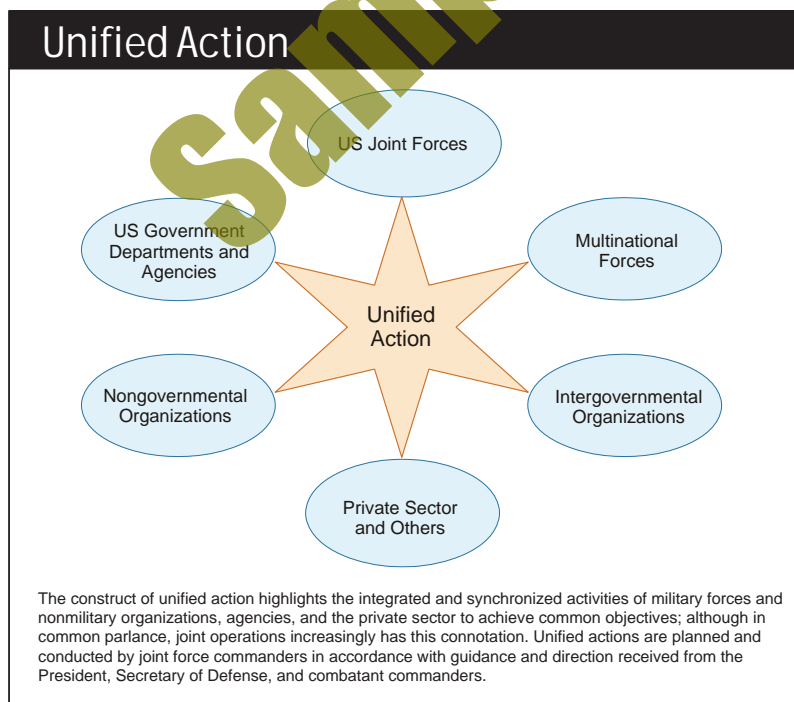 Unified Action
US Joint Forces
US Government
Departments and
Agencies
Multinational
Forces
Unified
Action
Nongovernmental
Organizations
Intergovernmental
Organizations
Private Sector
and Others
The construct of unified action highlights the integrated and synchronized activities of military forces and
nonmilitary organizations, agencies, and the private sector to achieve common objectives; although in
common parlance, joint operations increasingly has this connotation. Unified actions are planned and
conducted by joint force commanders in accordance with guidance and direction received from the
President, Secretary of Defense, and combatant commanders.